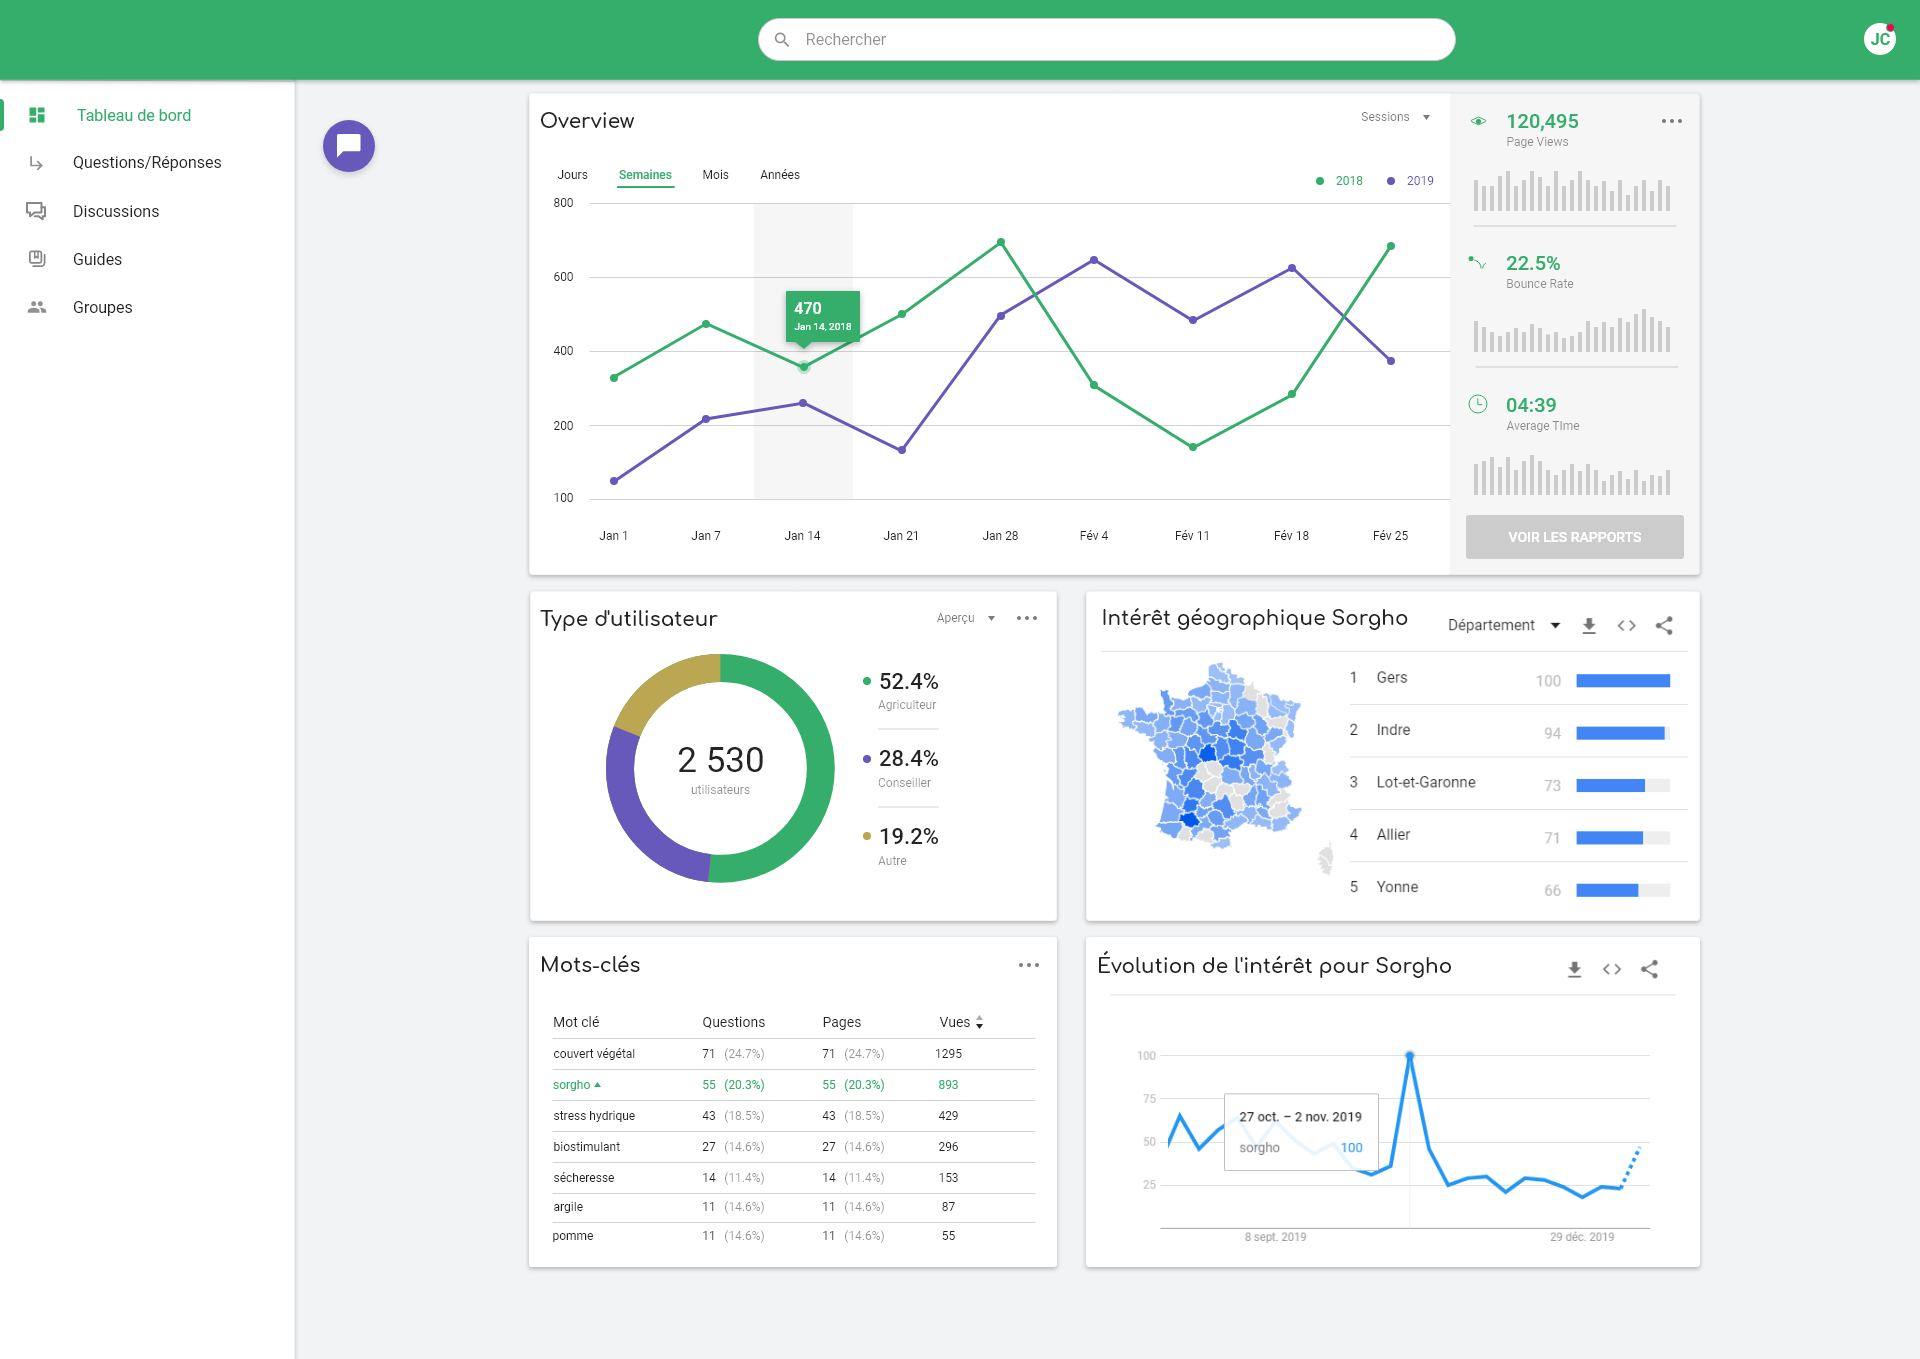 Rechercher
JC
Tableau de bord
Questions/Réponses
Discussions
Guides
Groupes
Overview
Sessions
Jours Semaines Mois Années
2018 2019
800
600
400
200
100
470
Jan 14, 2018
Jan 1 Jan 7 Jan 14 Jan 21 Jan 28 Fév 4 Fév 11 Fév 18 Fév 25
120,495
Page Views
22.5%
Bounce Rate
04:39
Average TIme
VOIR LES RAPPORTS
Type d'utilisateur
Aperçu
2 530
utilisateurs
52.4%
Agriculteur
28.4%
Conseiller
19.2%
Autre
Intérêt géographique Sorgho
Département
1 Gers 100
2 Indre 94
3 Lot-et-Garonne 73
4 Allier 71
5 Yonne 66
Mots-clés
Mot clé Questions Pages Vues
couvert végétal 71 (24.7%) 71 (24.7%) 1295
sorgho 55 (20.3%) 55 (20.3%) 893
stress hydrique 43 (18.5%) 43 (18.5%) 429
biostimulant 27 (14.6%) 27 (14.6%) 296
sécheresse 14 (11.4%) 14 (11.4%) 153
argile 11 (14.6%) 11 (14.6%) 87
pomme 11 (14.6%) 11 (14.6%) 55
Évolution de l'intérêt pour Sorgho
100
75
50
25
27 oct. – 2 nov. 2019
sorgho 100
8 sept. 2019 29 déc. 2019